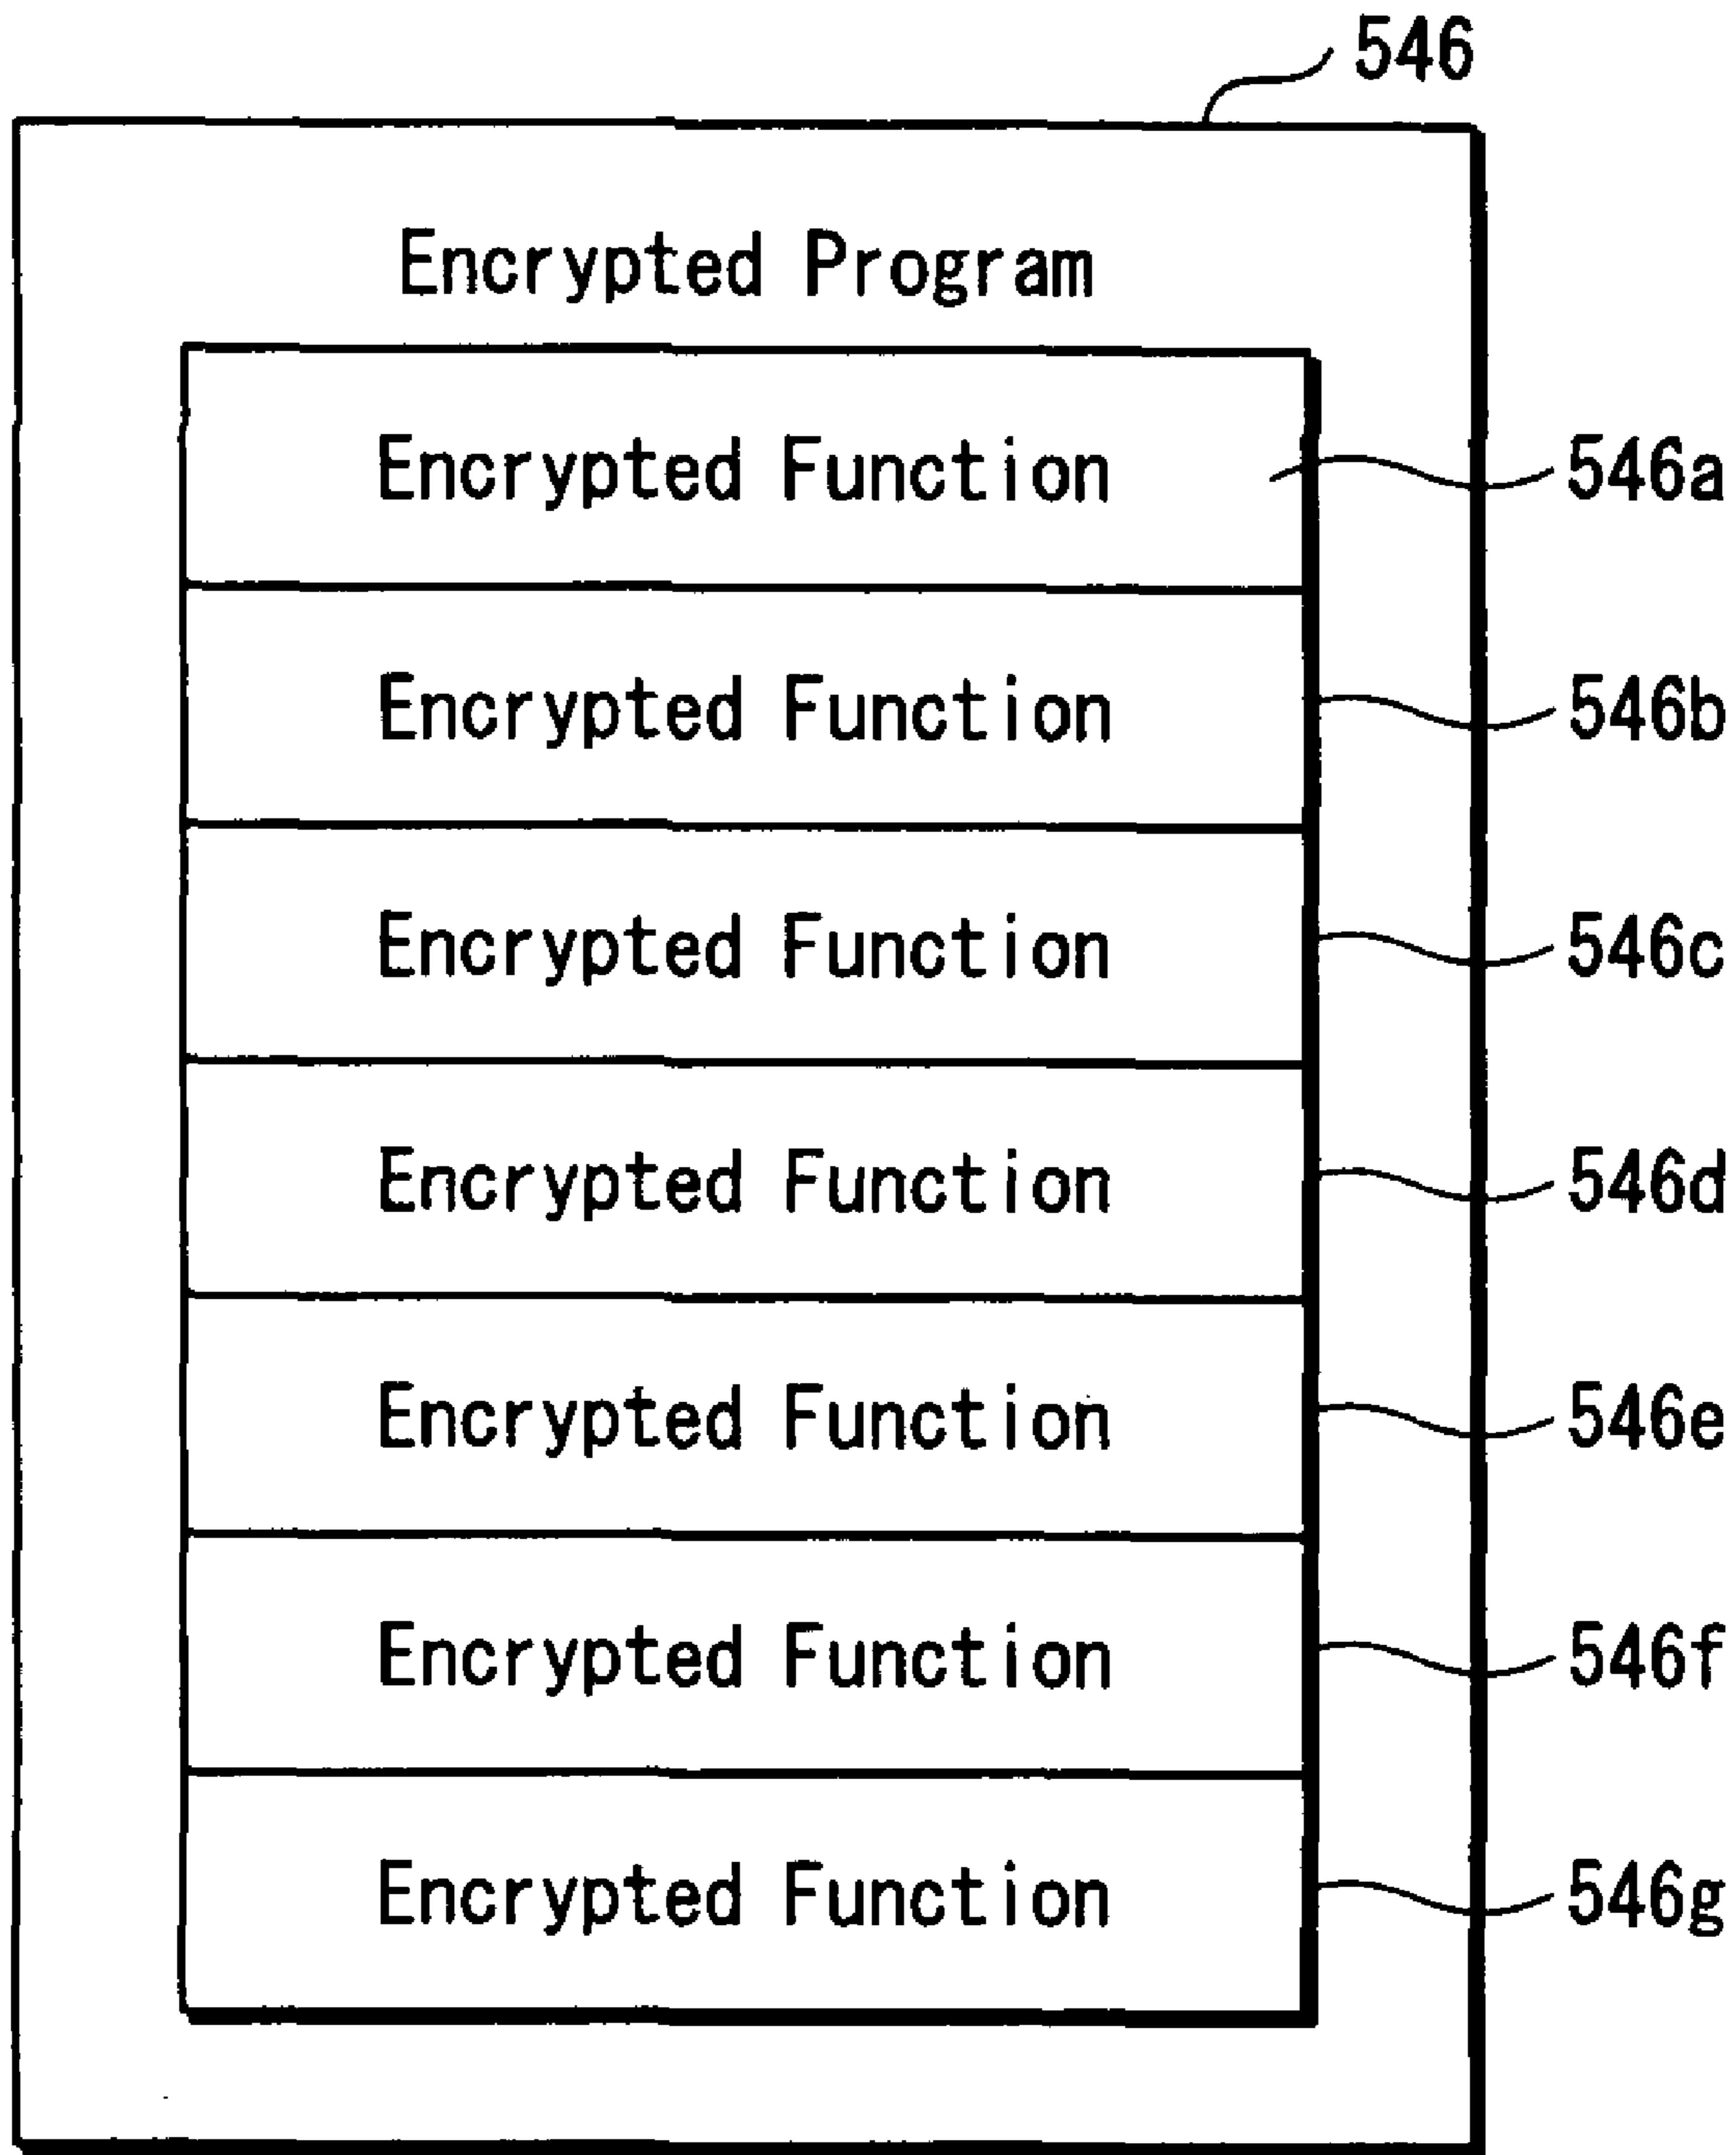 546
Encrypted Program
Encrypted Function 546a
Encrypted Function 546b
Encrypted Function 546c
Encrypted Function 546d
Encrypted Function 546e
Encrypted Function 546f
Encrypted Function 546g